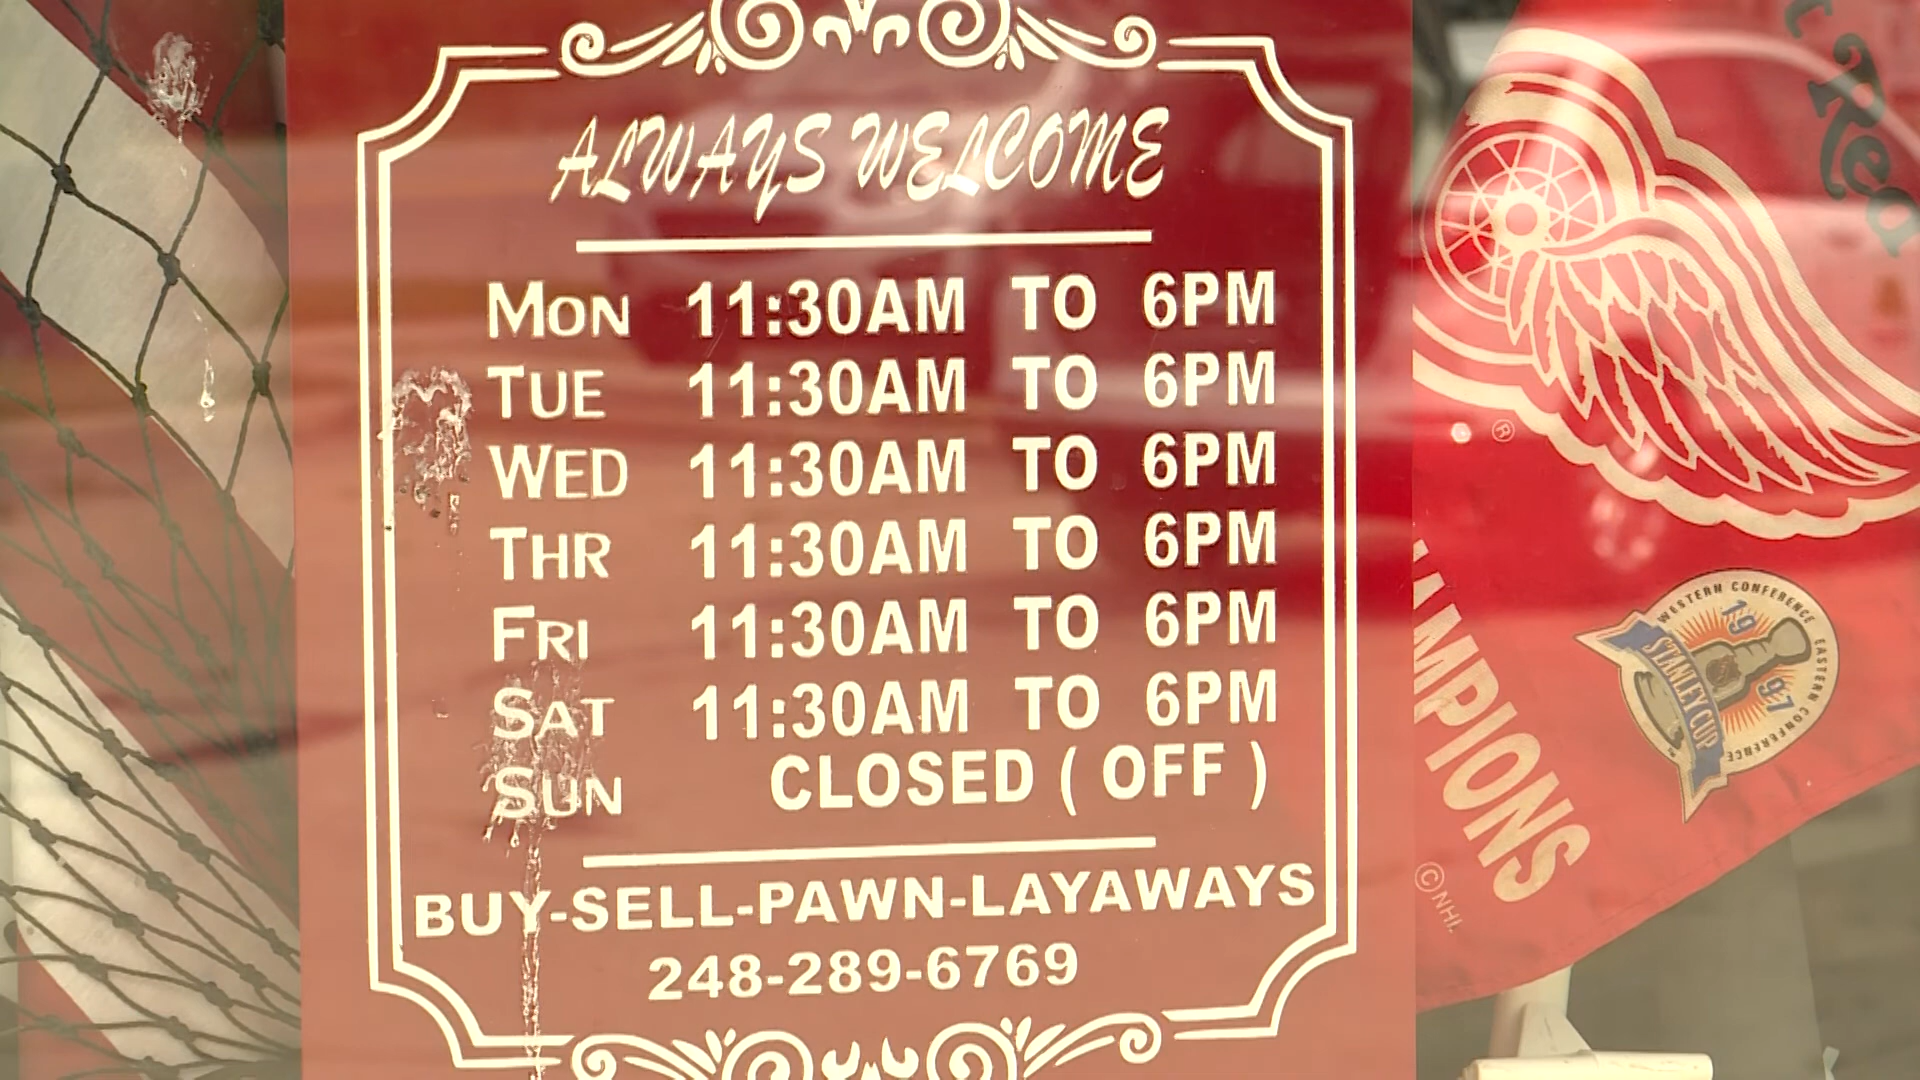 ALWAYS WELCOME
MON 11:30AM TO 6PM
TUE 11:30AM TO 6PM
WED 11:30AM TO 6PM
THR 11:30AM TO 6PM
FRI 11:30AM TO 6PM
SAT 11:30AM TO 6PM
SUN CLOSED ( OFF )
BUY-SELL-PAWN-LAYAWAYS
248-289-6769
®
WESTERN CONFERENCE
EASTERN CONFERENCE
19 97
STANLEY CUP
©NHL